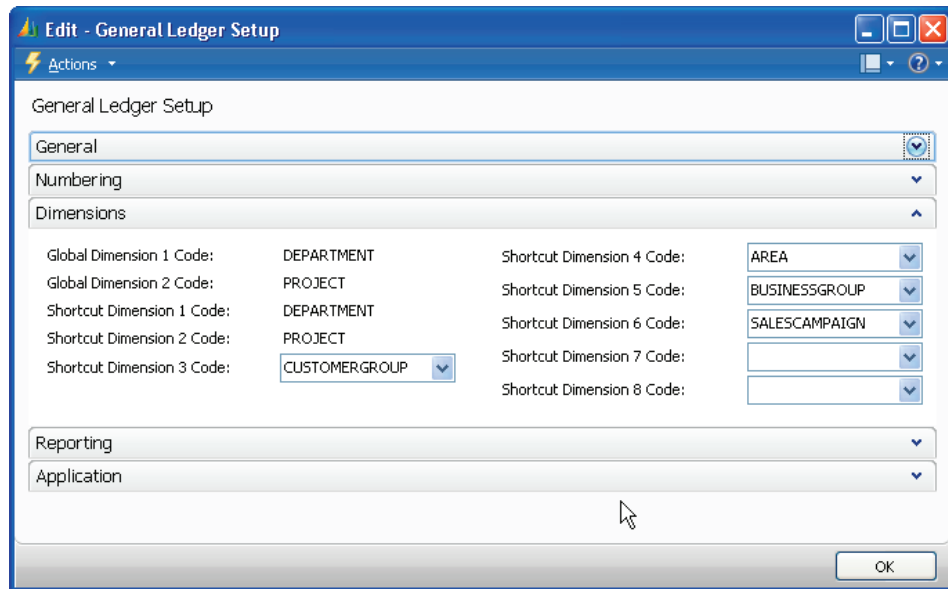 Edit - General Ledger Setup
Actions
General Ledger Setup
General
Numbering
Dimensions
Global Dimension 1 Code: DEPARTMENT
Global Dimension 2 Code: PROJECT
Shortcut Dimension 1 Code: DEPARTMENT
Shortcut Dimension 2 Code: PROJECT
Shortcut Dimension 3 Code: CUSTOMERGROUP
Shortcut Dimension 4 Code: AREA
Shortcut Dimension 5 Code: BUSINESSGROUP
Shortcut Dimension 6 Code: SALESCAMPAIGN
Shortcut Dimension 7 Code:
Shortcut Dimension 8 Code:
Reporting
Application
OK